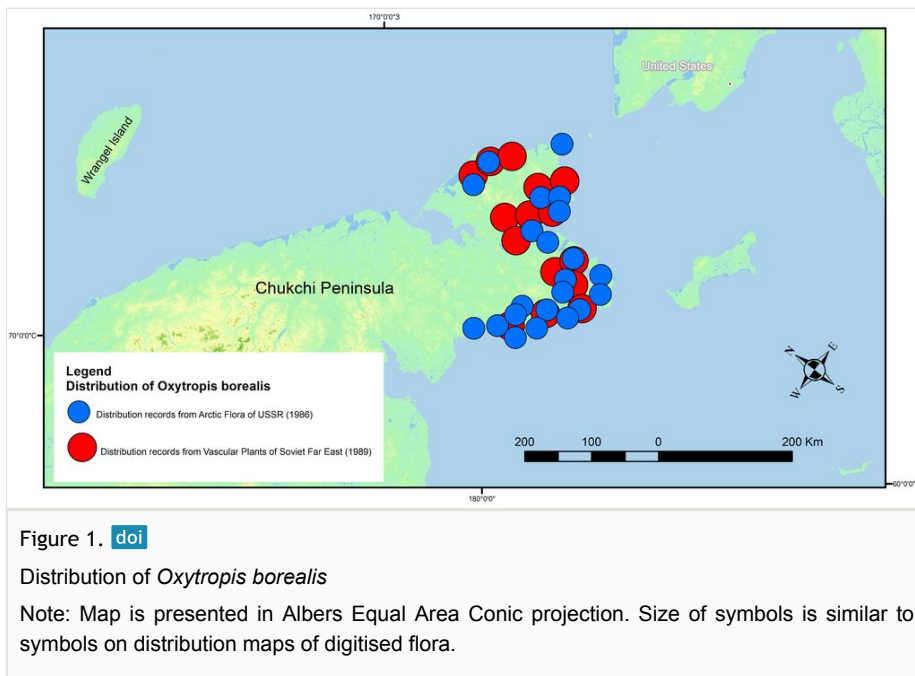 170°0'0"3
United States
Wrangel Island
Chukchi Peninsula
70°0'0"C
N
E
W
S
Legend
Distribution of Oxytropis borealis
Distribution records from Arctic Flora of USSR (1986)
Distribution records from Vascular Plants of Soviet Far East (1989)
200 100 0 200 Km
60°0'0"
180°0'0"
Figure 1. doi
Distribution of Oxytropis borealis
Note: Map is presented in Albers Equal Area Conic projection. Size of symbols is similar to
symbols on distribution maps of digitised flora.